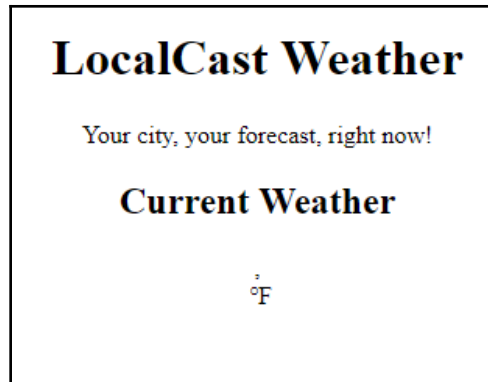 LocalCast Weather
Your city, your forecast, right now!
Current Weather
,
°F